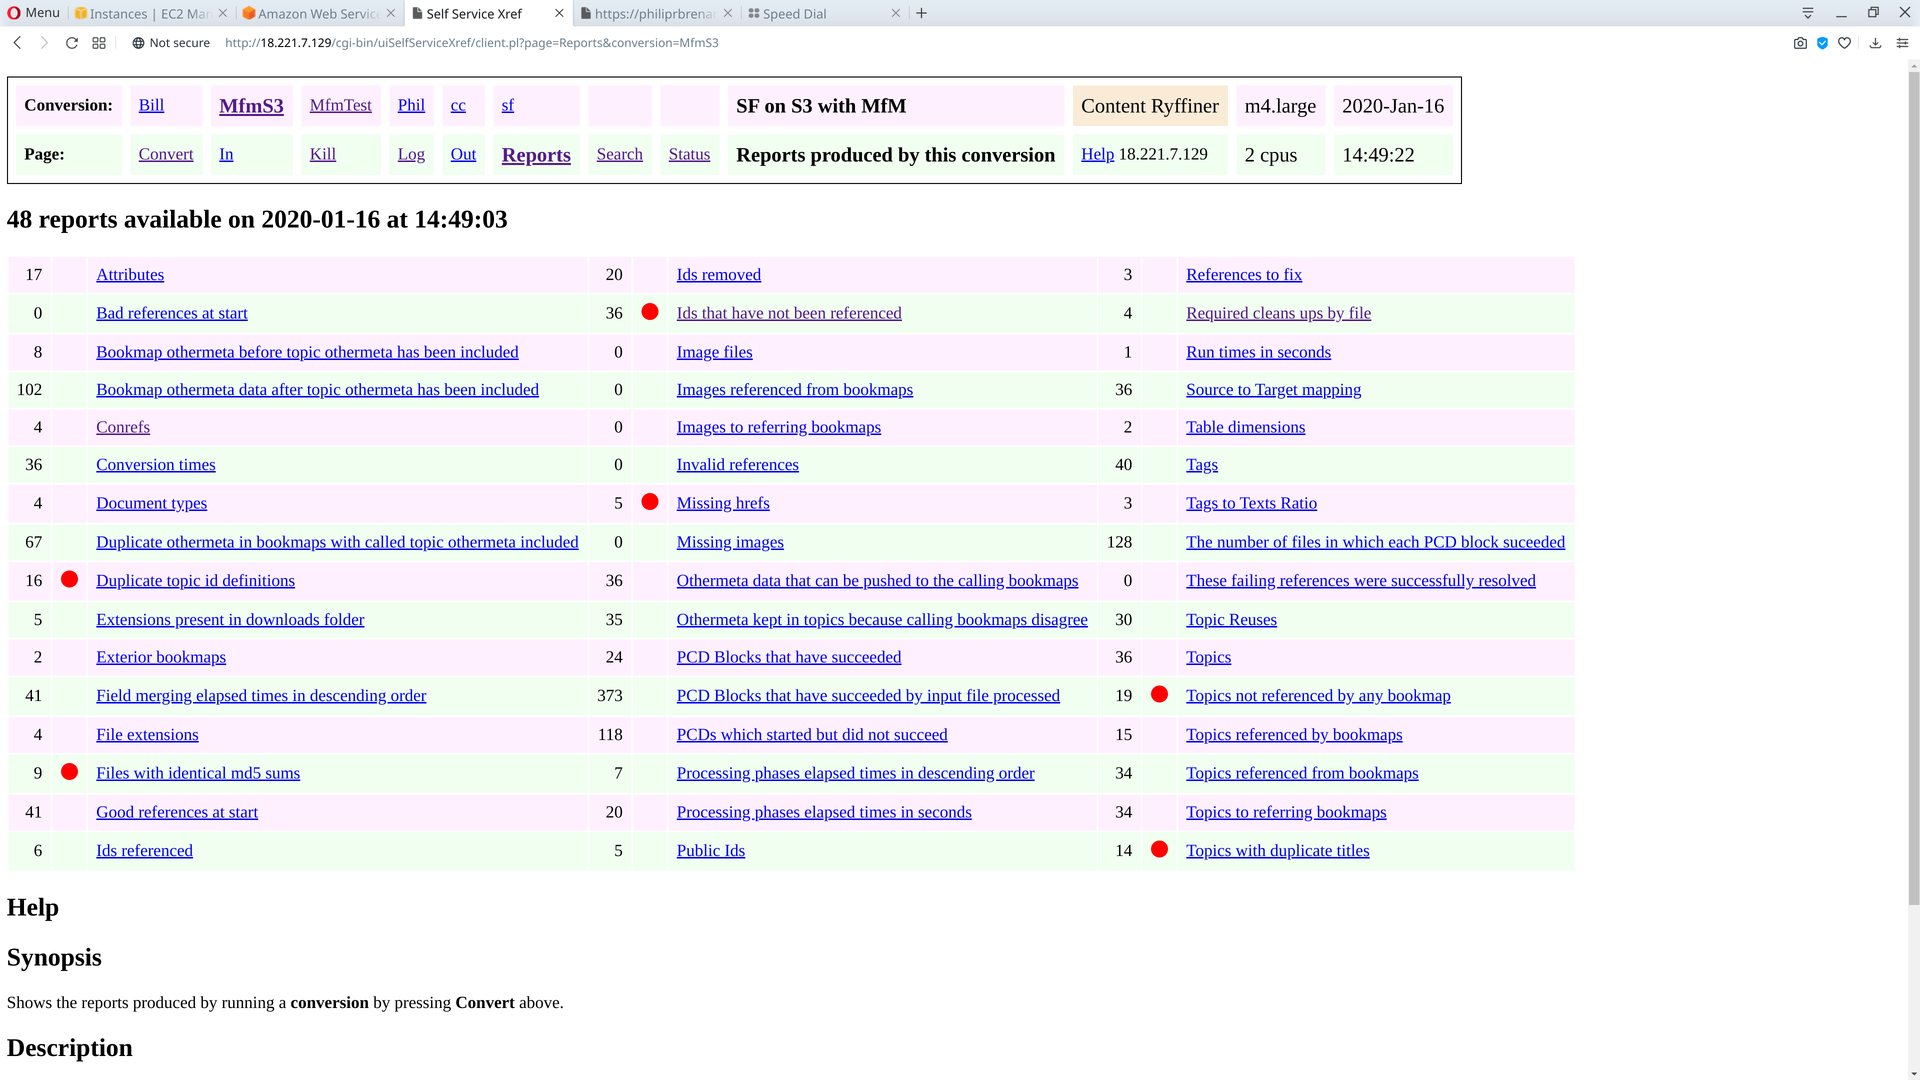 Menu Instances | EC2 Mar Amazon Web Service Self Service Xref https://philiprbrena Speed Dial
Not secure http://18.221.7.129/cgi-bin/uiSelfServiceXref/client.pl?page=Reports&conversion=MfmS3
Conversion: Bill MfmS3 MfmTest Phil cc sf SF on S3 with MfM Content Ryffiner m4.large 2020-Jan-16
Page: Convert In Kill Log Out Reports Search Status Reports produced by this conversion Help 18.221.7.129 2 cpus 14:49:22
48 reports available on 2020-01-16 at 14:49:03
17 Attributes 20 Ids removed 3 References to fix
0 Bad references at start 36 Ids that have not been referenced 4 Required cleans ups by file
8 Bookmap othermeta before topic othermeta has been included 0 Image files 1 Run times in seconds
102 Bookmap othermeta data after topic othermeta has been included 0 Images referenced from bookmaps 36 Source to Target mapping
4 Conrefs 0 Images to referring bookmaps 2 Table dimensions
36 Conversion times 0 Invalid references 40 Tags
4 Document types 5 Missing hrefs 3 Tags to Texts Ratio
67 Duplicate othermeta in bookmaps with called topic othermeta included 0 Missing images 128 The number of files in which each PCD block suceeded
16 Duplicate topic id definitions 36 Othermeta data that can be pushed to the calling bookmaps 0 These failing references were successfully resolved
5 Extensions present in downloads folder 35 Othermeta kept in topics because calling bookmaps disagree 30 Topic Reuses
2 Exterior bookmaps 24 PCD Blocks that have succeeded 36 Topics
41 Field merging elapsed times in descending order 373 PCD Blocks that have succeeded by input file processed 19 Topics not referenced by any bookmap
4 File extensions 118 PCDs which started but did not succeed 15 Topics referenced by bookmaps
9 Files with identical md5 sums 7 Processing phases elapsed times in descending order 34 Topics referenced from bookmaps
41 Good references at start 20 Processing phases elapsed times in seconds 34 Topics to referring bookmaps
6 Ids referenced 5 Public Ids 14 Topics with duplicate titles
Help
Synopsis
Shows the reports produced by running a conversion by pressing Convert above.
Description